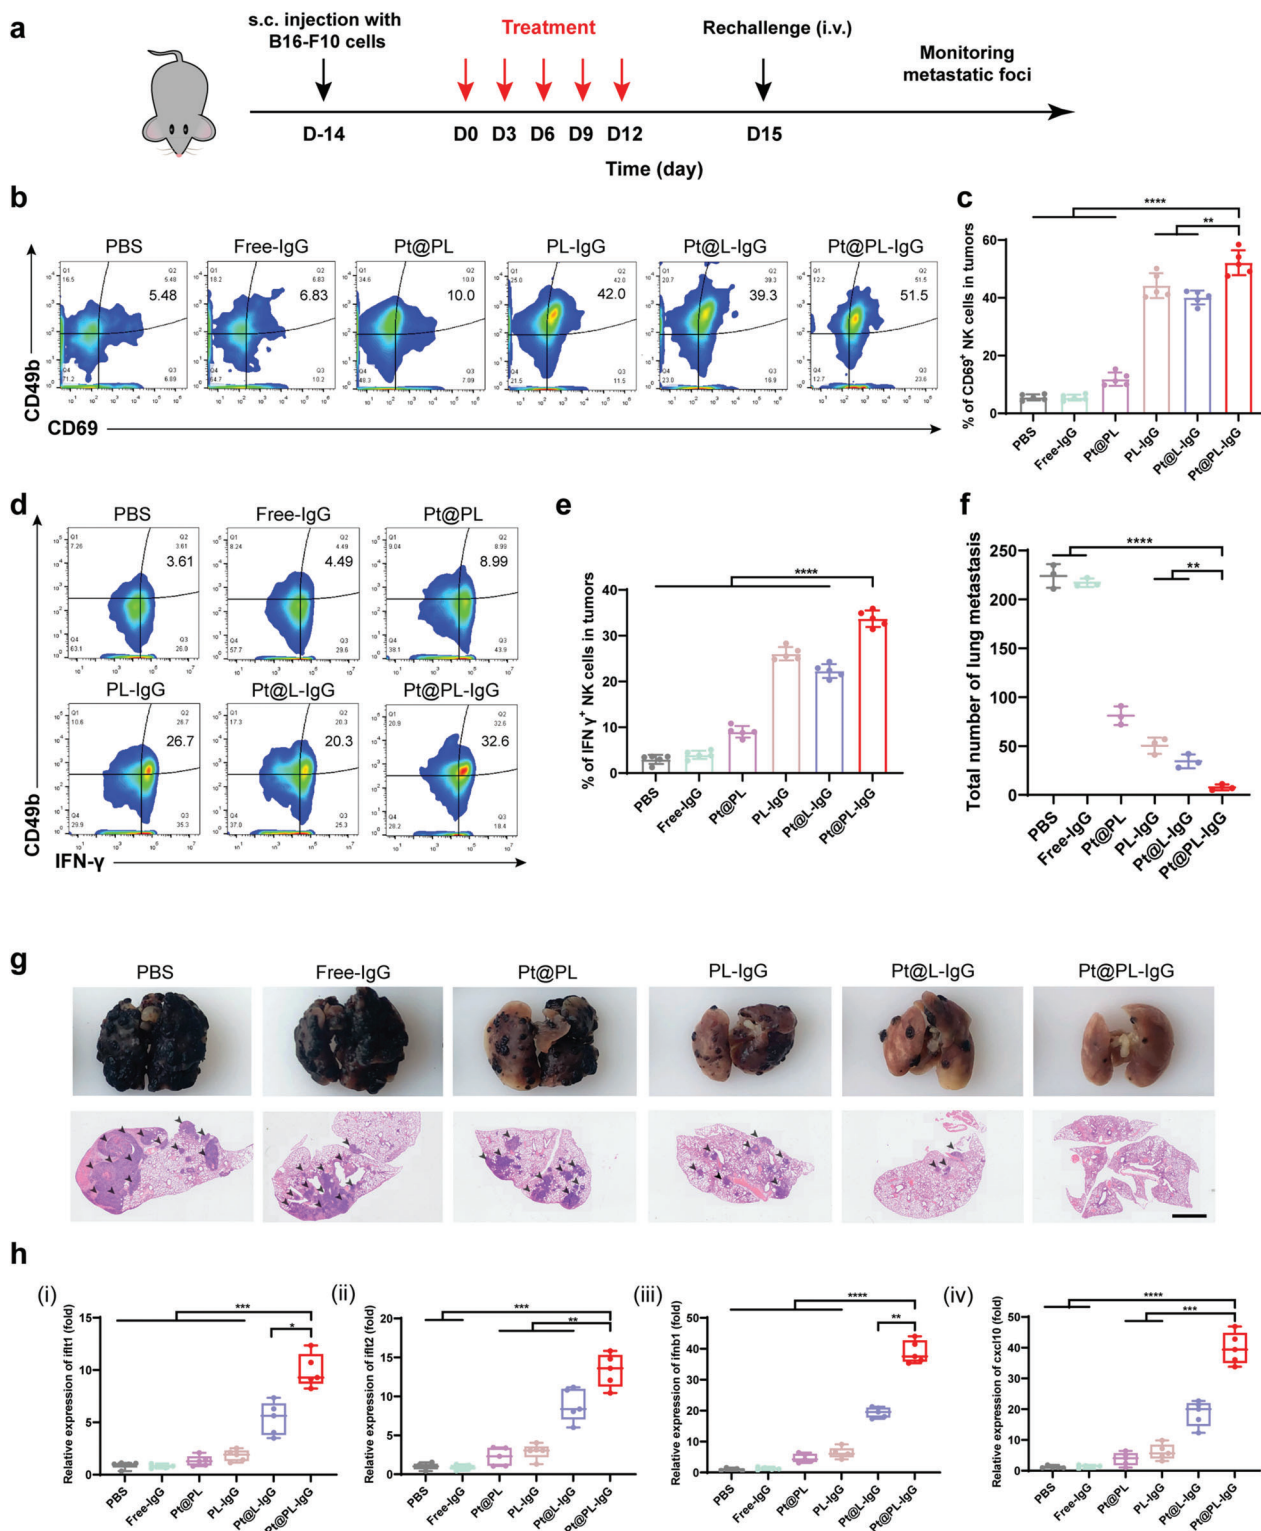 a
s.c. injection with
B16-F10 cells
Treatment
Rechallenge (i.v.)
Monitoring
metastatic foci
D-14
D0
D3
D6
D9
D12
D15
Time (day)
b
PBS
Free-IgG
Pt@PL
PL-IgG
Pt@L-IgG
Pt@PL-IgG
5.48
6.83
10.0
42.0
39.3
51.5
CD49b
CD69
c
% of CD69⁺ NK cells in tumors
****
**
60
40
20
0
PBS
Free-IgG
Pt@PL
PL-IgG
Pt@L-IgG
Pt@PL-IgG
d
PBS
Free-IgG
Pt@PL
3.61
4.49
8.99
PL-IgG
Pt@L-IgG
Pt@PL-IgG
26.7
20.3
32.6
CD49b
IFN-γ
e
% of IFN γ⁺ NK cells in tumors
****
40
30
20
10
0
PBS
Free-IgG
Pt@PL
PL-IgG
Pt@L-IgG
Pt@PL-IgG
f
Total number of lung metastasis
****
**
250
200
150
100
50
0
PBS
Free-IgG
Pt@PL
PL-IgG
Pt@L-IgG
Pt@PL-IgG
g
PBS
Free-IgG
Pt@PL
PL-IgG
Pt@L-IgG
Pt@PL-IgG
h
(i)
Relative expression of ifit1 (fold)
***
*
15
10
5
0
PBS
Free-IgG
Pt@PL
PL-IgG
Pt@L-IgG
Pt@PL-IgG
(ii)
Relative expression of ifit2 (fold)
***
**
20
15
10
5
0
PBS
Free-IgG
Pt@PL
PL-IgG
Pt@L-IgG
Pt@PL-IgG
(iii)
Relative expression of ifnb1 (fold)
****
**
50
40
30
20
10
0
PBS
Free-IgG
Pt@PL
PL-IgG
Pt@L-IgG
Pt@PL-IgG
(iv)
Relative expression of cxcl10 (fold)
****
***
50
40
30
20
10
0
PBS
Free-IgG
Pt@PL
PL-IgG
Pt@L-IgG
Pt@PL-IgG